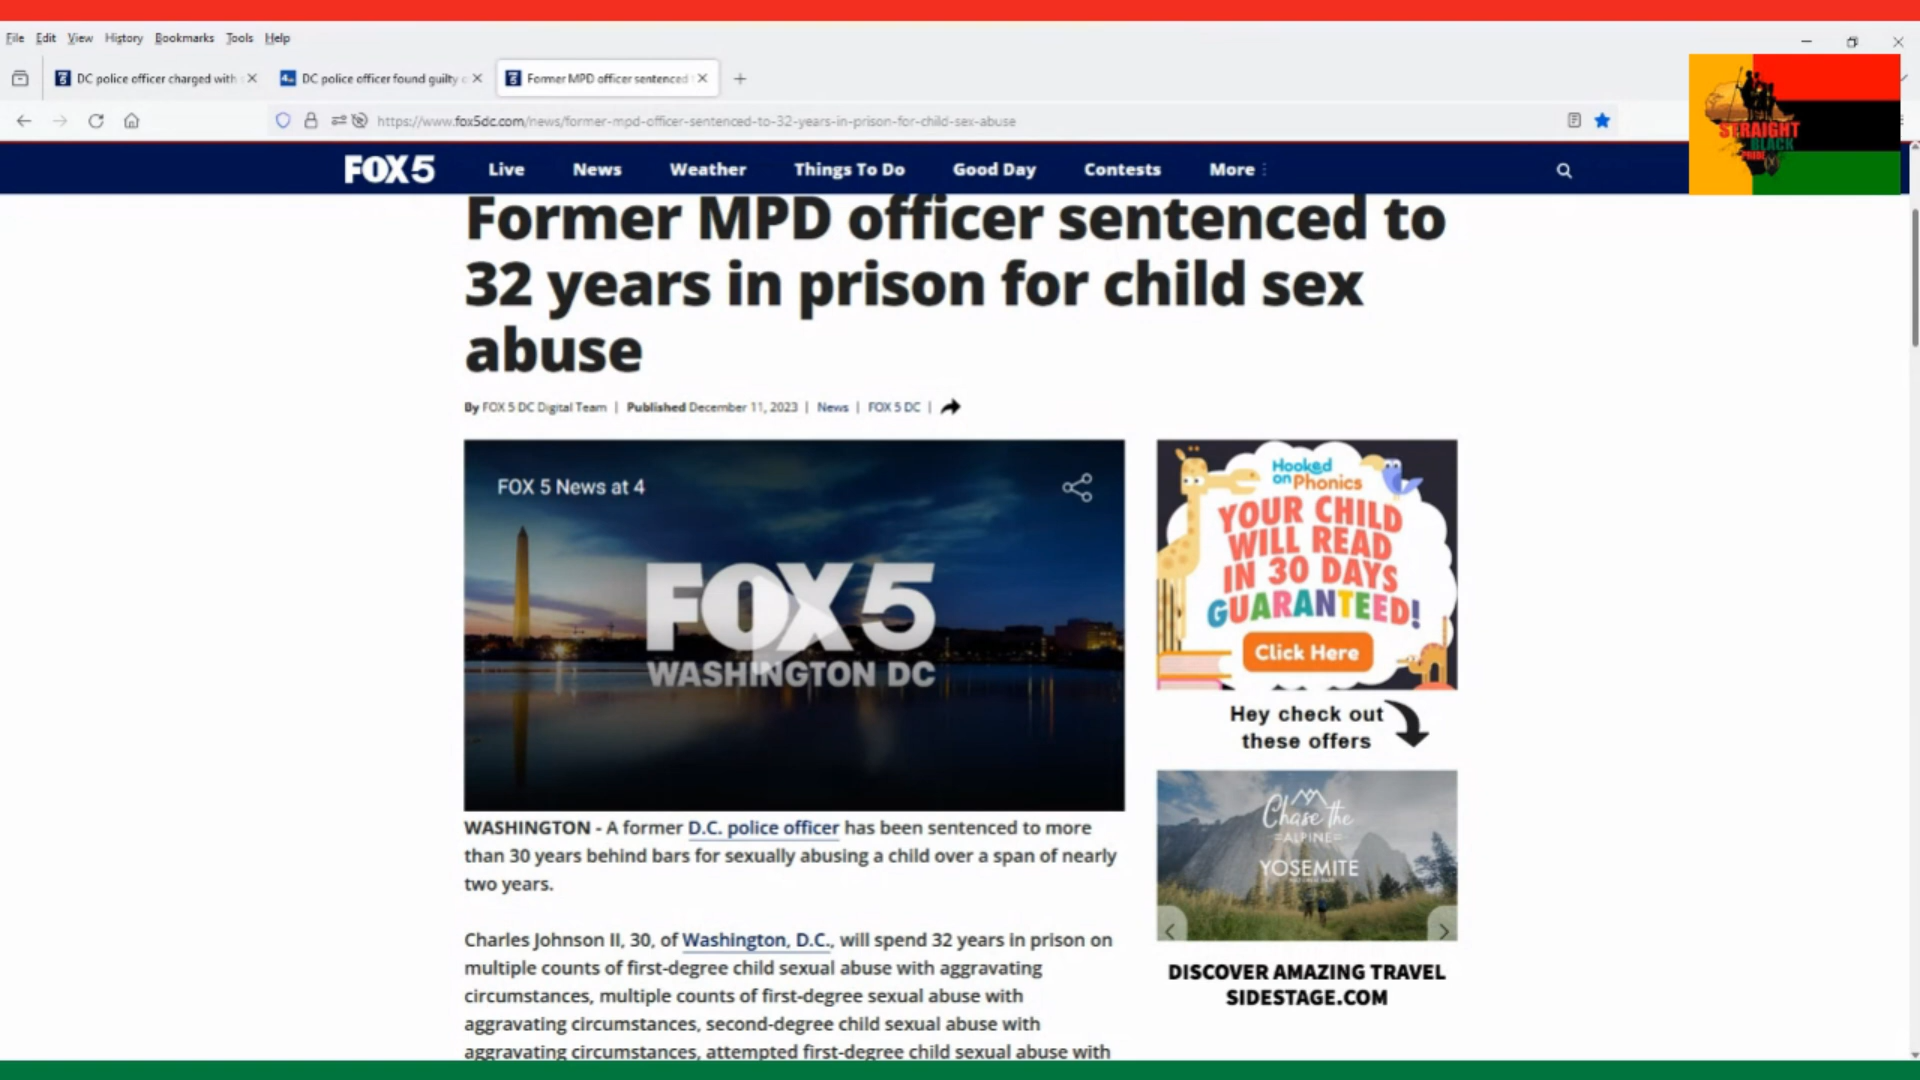 File Edit View History Bookmarks Tools Help
DC police officer charged with
DC police officer found guilty
Former MPD officer sentenced
https://www.fox5dc.com/news/former-mpd-officer-sentenced-to-32-years-in-prison-for-child-sex-abuse
STRAIGHT
BLACK
PRIDE
FOX 5 Live News Weather Things To Do Good Day Contests More
Former MPD officer sentenced to
32 years in prison for child sex
abuse
By FOX 5 DC Digital Team | Published December 11, 2023 | News | FOX 5 DC |
FOX 5 News at 4
FOX 5
WASHINGTON DC
Hooked
on Phonics
YOUR CHILD
WILL READ
IN 30 DAYS
GUARANTEED!
Click Here
Hey check out
these offers
Chase the
ALPINE
YOSEMITE
DISCOVER AMAZING TRAVEL
SIDESTAGE.COM
WASHINGTON - A former D.C. police officer has been sentenced to more
than 30 years behind bars for sexually abusing a child over a span of nearly
two years.
Charles Johnson II, 30, of Washington, D.C., will spend 32 years in prison on
multiple counts of first-degree child sexual abuse with aggravating
circumstances, multiple counts of first-degree sexual abuse with
aggravating circumstances, second-degree child sexual abuse with
aggravating circumstances, attempted first-degree child sexual abuse with